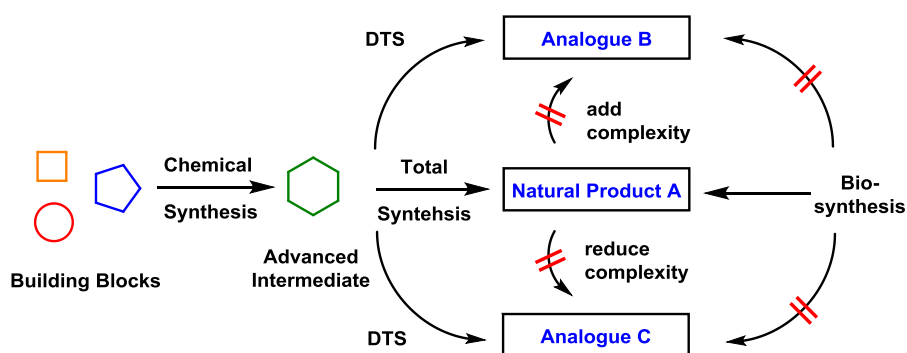 DTS
Analogue B
add
complexity
Chemical
Synthesis
Total
Syntehsis
Natural Product A
Bio-
synthesis
Building Blocks
Advanced
Intermediate
reduce
complexity
DTS
Analogue C